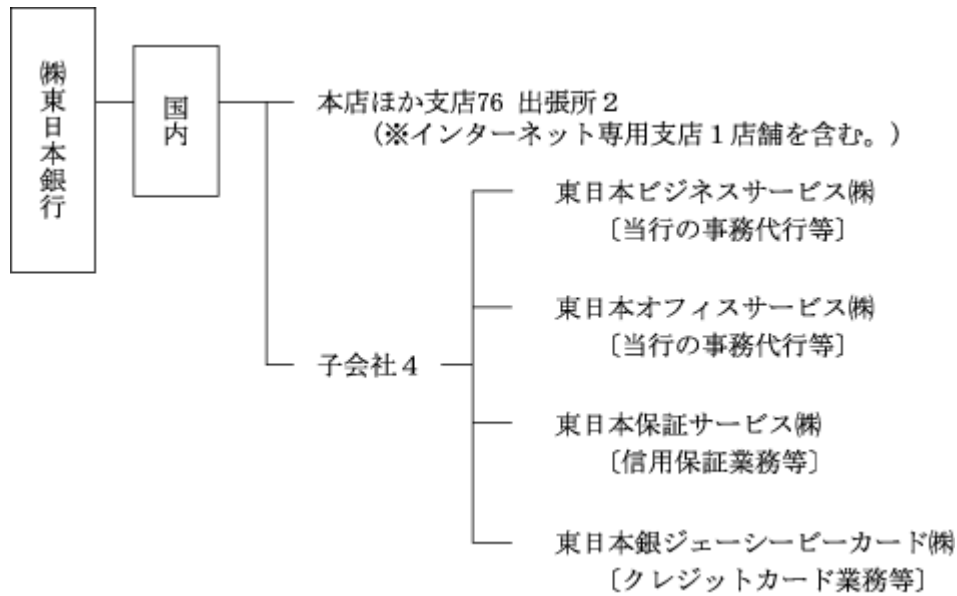 ㈱東日本銀行
国内
本店ほか支店76 出張所2
(※インターネット専用支店1店舗を含む。)
子会社4
東日本ビジネスサービス㈱
〔当行の事務代行等〕
東日本オフィスサービス㈱
〔当行の事務代行等〕
東日本保証サービス㈱
〔信用保証業務等〕
東日本銀ジェーシービーカード㈱
〔クレジットカード業務等〕